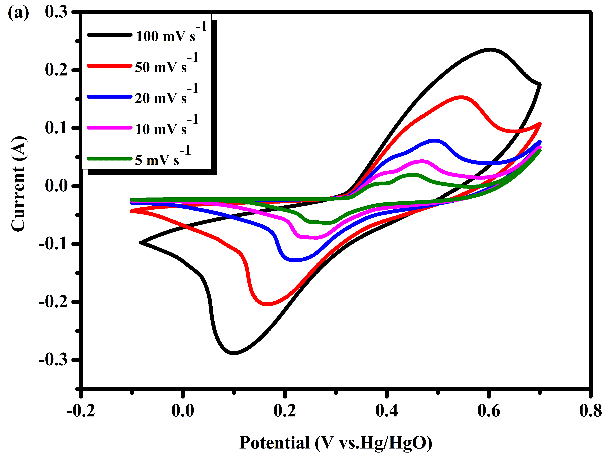 (a)
0.3
0.2
0.1
0.0
-0.1
-0.2
-0.3
Current (A)
100 mV s-1
50 mV s-1
20 mV s-1
10 mV s-1
5 mV s-1
-0.2 0.0 0.2 0.4 0.6 0.8
Potential (V vs.Hg/HgO)